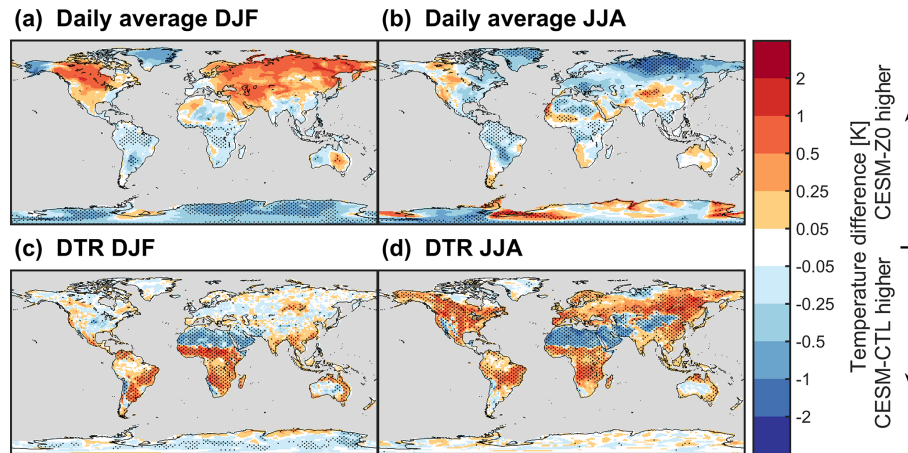 (a) Daily average DJF
(b) Daily average JJA
(c) DTR DJF
(d) DTR JJA
2
1
0.5
0.25
0.05
-0.05
-0.25
-0.5
-1
-2
Temperature difference [K]
CESM-CTL higher CESM-Z0 higher